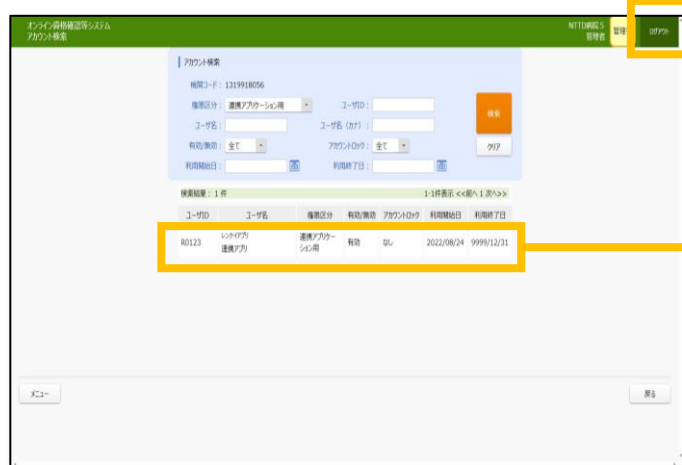 オンライン資格確認等システム
アカウント検索
NTTD病院5
管理者
管理
ログアウト
アカウント検索
機関コード： 1319918056
権限区分： 連携アプリケーション用 ユーザID：
ユーザ名： ユーザ名（カナ）：
検索
有効/無効： 全て アカウントロック： 全て
クリア
利用開始日： 利用終了日：
検索結果： 1 件 1-1件表示 <<前へ 1 次へ>>
ユーザID ユーザ名 権限区分 有効/無効 アカウントロック 利用開始日 利用終了日
R0123 レンケイアプリ 連携アプリケー 有効 なし 2022/08/24 9999/12/31
連携アプリ ション用
メニュー 戻る